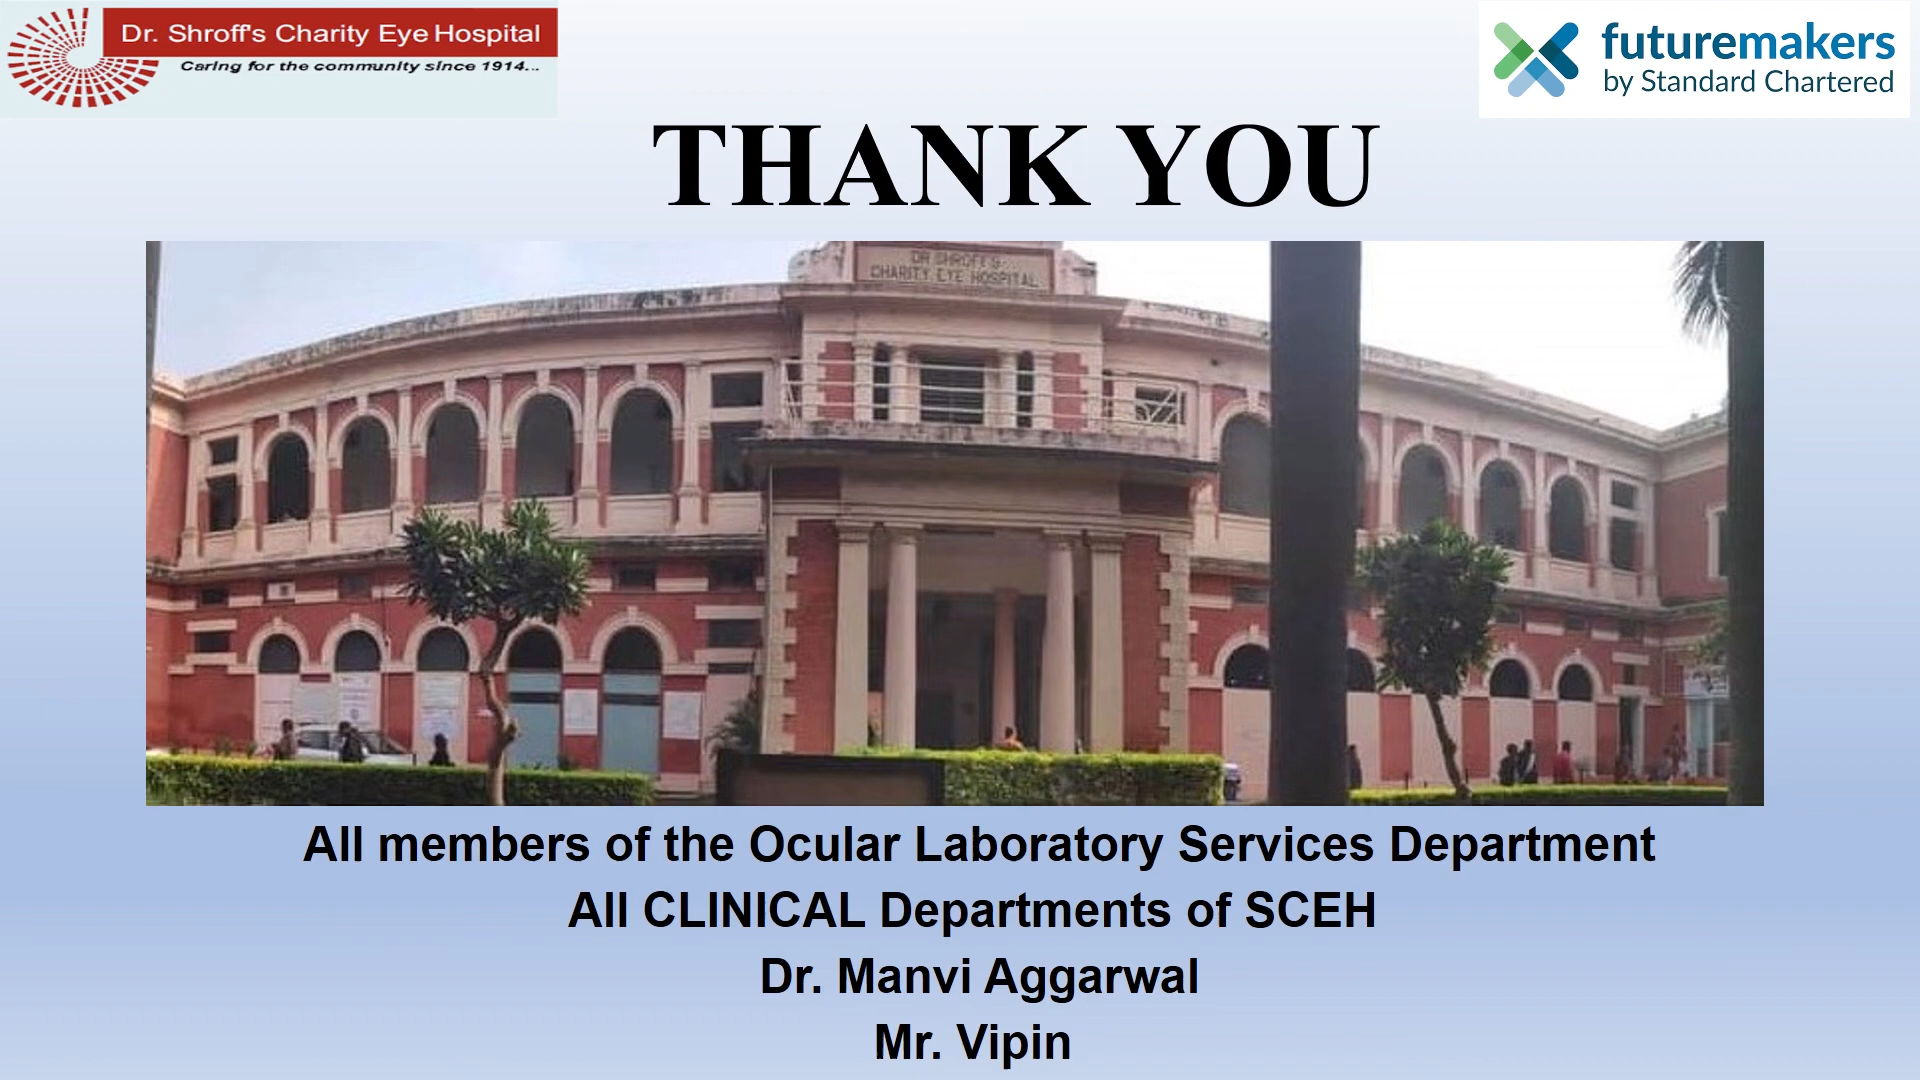 Dr. Shroff's Charity Eye Hospital
Caring for the community since 1914...
futuremakers
by Standard Chartered
THANK YOU
DR SHROFF'S
CHARITY EYE HOSPITAL
All members of the Ocular Laboratory Services Department
All CLINICAL Departments of SCEH
Dr. Manvi Aggarwal
Mr. Vipin